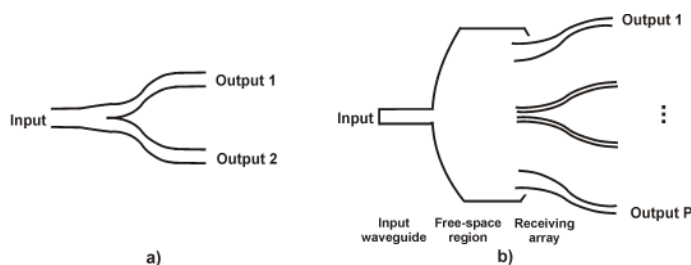 Input
Output 1
Output 2
a)
Input
Output 1
⋮
Output P
Input waveguide
Free-space region
Receiving array
b)